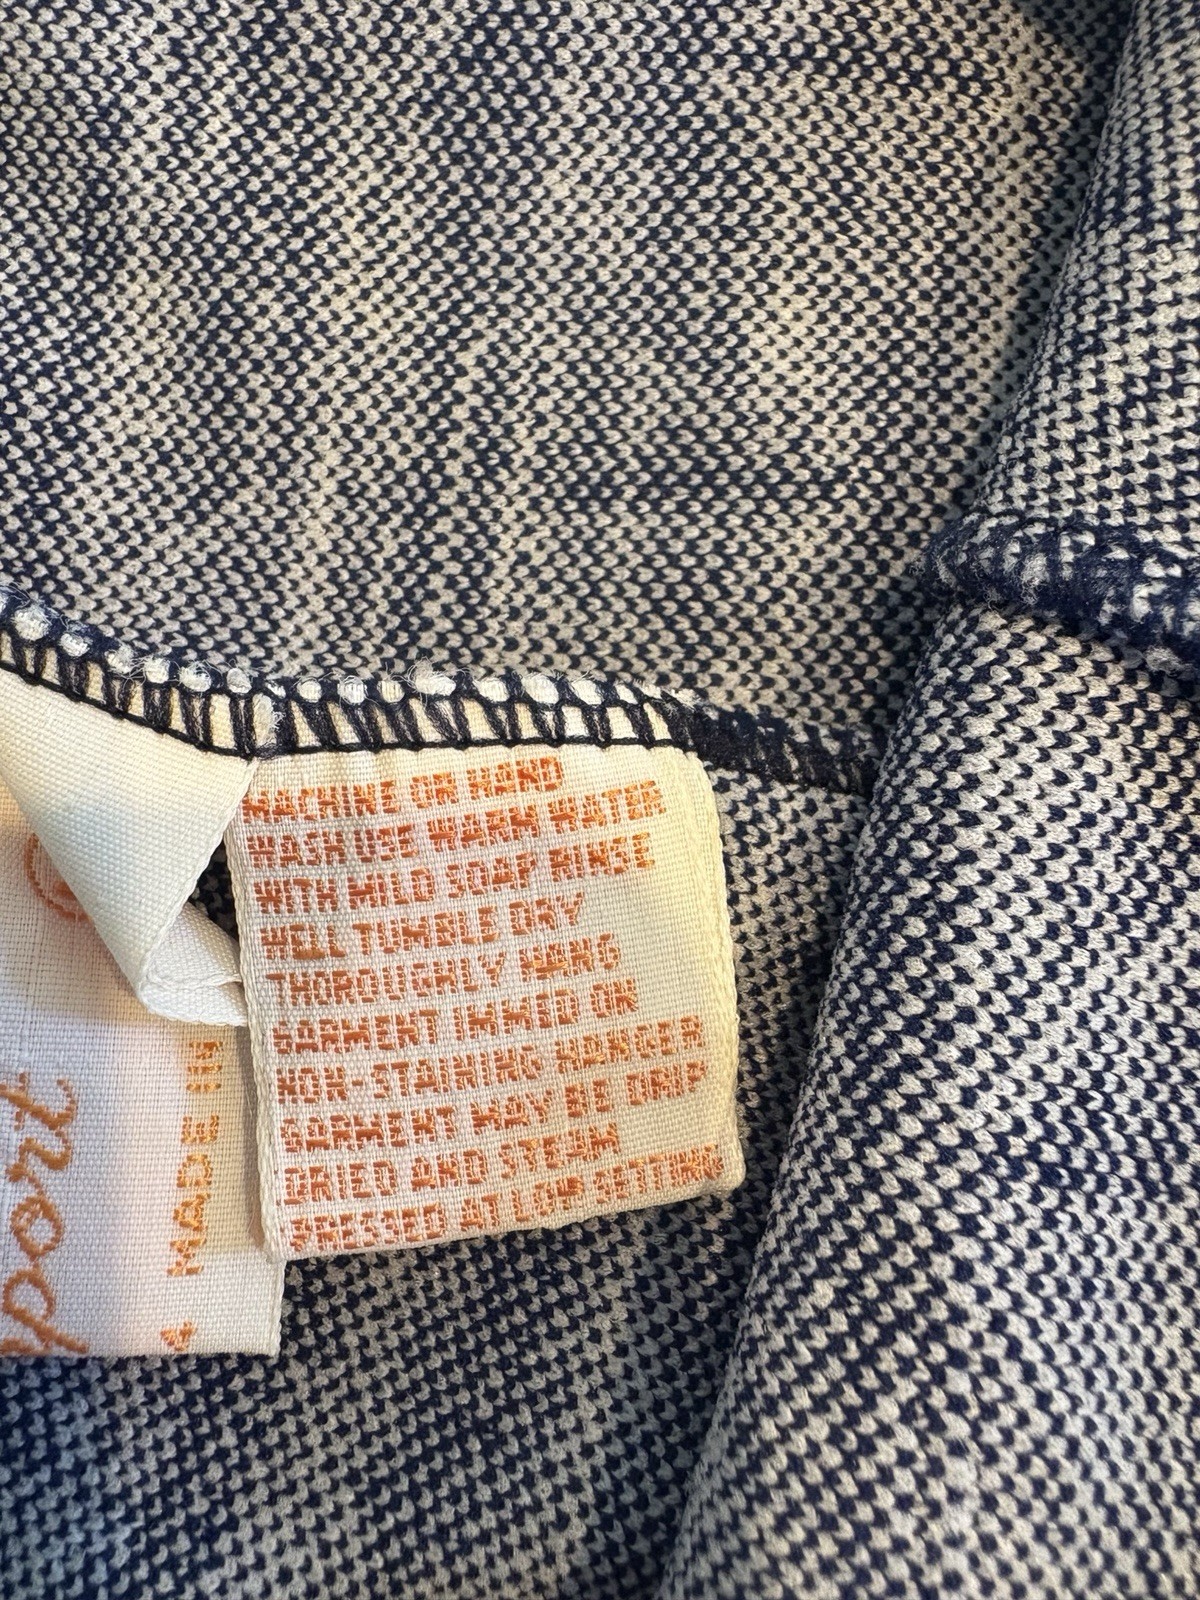 MACHINE OR HAND
WASH USE WARM WATER
WITH MILD SOAP RINSE
WELL TUMBLE DRY
THOROUGHLY HANG
GARMENT IMMED ON
NON-STAINING HANGER
GARMENT MAY BE DRIP
DRIED AND STEAM
PRESSED AT LOW SETTING
port
MADE IN